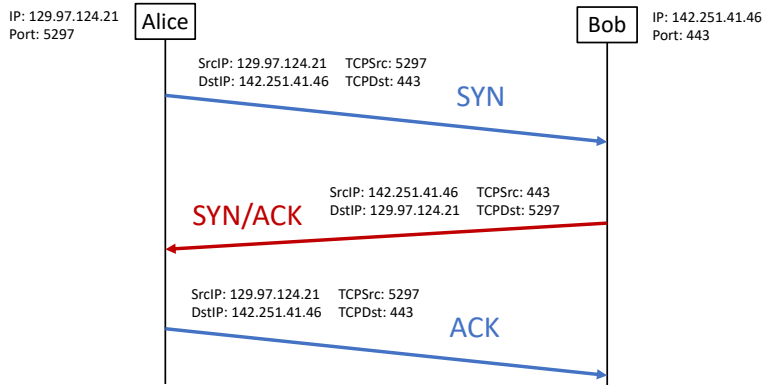 IP: 129.97.124.21
Port: 5297
Alice
Bob
IP: 142.251.41.46
Port: 443
SrcIP: 129.97.124.21 TCPSrc: 5297
DstIP: 142.251.41.46 TCPDst: 443
SYN
SrcIP: 142.251.41.46 TCPSrc: 443
DstIP: 129.97.124.21 TCPDst: 5297
SYN/ACK
SrcIP: 129.97.124.21 TCPSrc: 5297
DstIP: 142.251.41.46 TCPDst: 443
ACK